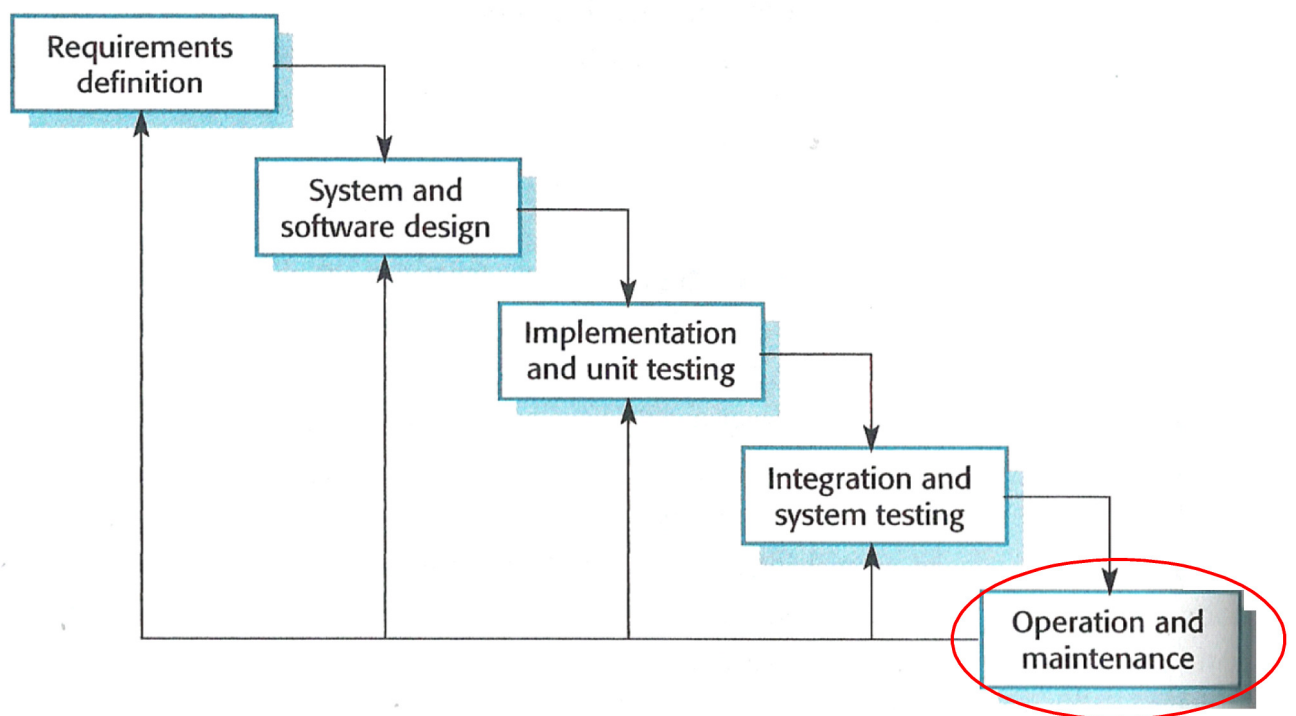 Requirements
definition
System and
software design
Implementation
and unit testing
Integration and
system testing
Operation and
maintenance